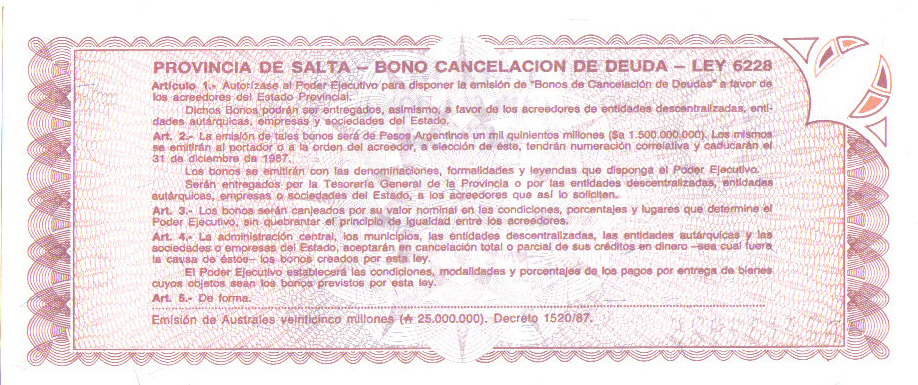 PROVINCIA DE SALTA – BONO CANCELACION DE DEUDA – LEY 6228
Artículo 1.- Autorízase al Poder Ejecutivo para disponer la emisión de "Bonos de Cancelación de Deudas" a favor de
los acreedores del Estado Provincial.
Dichos Bonos podrán ser entregados, asimismo, a favor de los acreedores de entidades descentralizadas, enti-
dades autárquicas, empresas y sociedades del Estado.
Art. 2.- La emisión de tales bonos será de Pesos Argentinos un mil quinientos millones ($a 1.500.000.000). Los mismos
se emitirán al portador o a la orden del acreedor, a elección de éste, tendrán numeración correlativa y caducarán el
31 de diciembre de 1987.
Los bonos se emitirán con las denominaciones, formalidades y leyendas que disponga el Poder Ejecutivo.
Serán entregados por la Tesorería General de la Provincia o por las entidades descentralizadas, entidades
autárquicas, empresas o sociedades del Estado, a los acreedores que así lo soliciten.
Art. 3.- Los bonos serán canjeados por su valor nominal en las condiciones, porcentajes y lugares que determine el
Poder Ejecutivo, sin quebrantar el principio de igualdad entre los acreedores.
Art. 4.- La administración central, los municipios, las entidades descentralizadas, las entidades autárquicas y las
sociedades o empresas del Estado, aceptarán en cancelación total o parcial de sus créditos en dinero –sea cual fuere
la causa de éstos– los bonos creados por esta ley.
El Poder Ejecutivo establecerá las condiciones, modalidades y porcentajes de los pagos por entrega de bienes
cuyos objetos sean los bonos previstos por esta ley.
Art. 5.- De forma.
Emisión de Australes veinticinco millones (₳ 25.000.000). Decreto 1520/87.